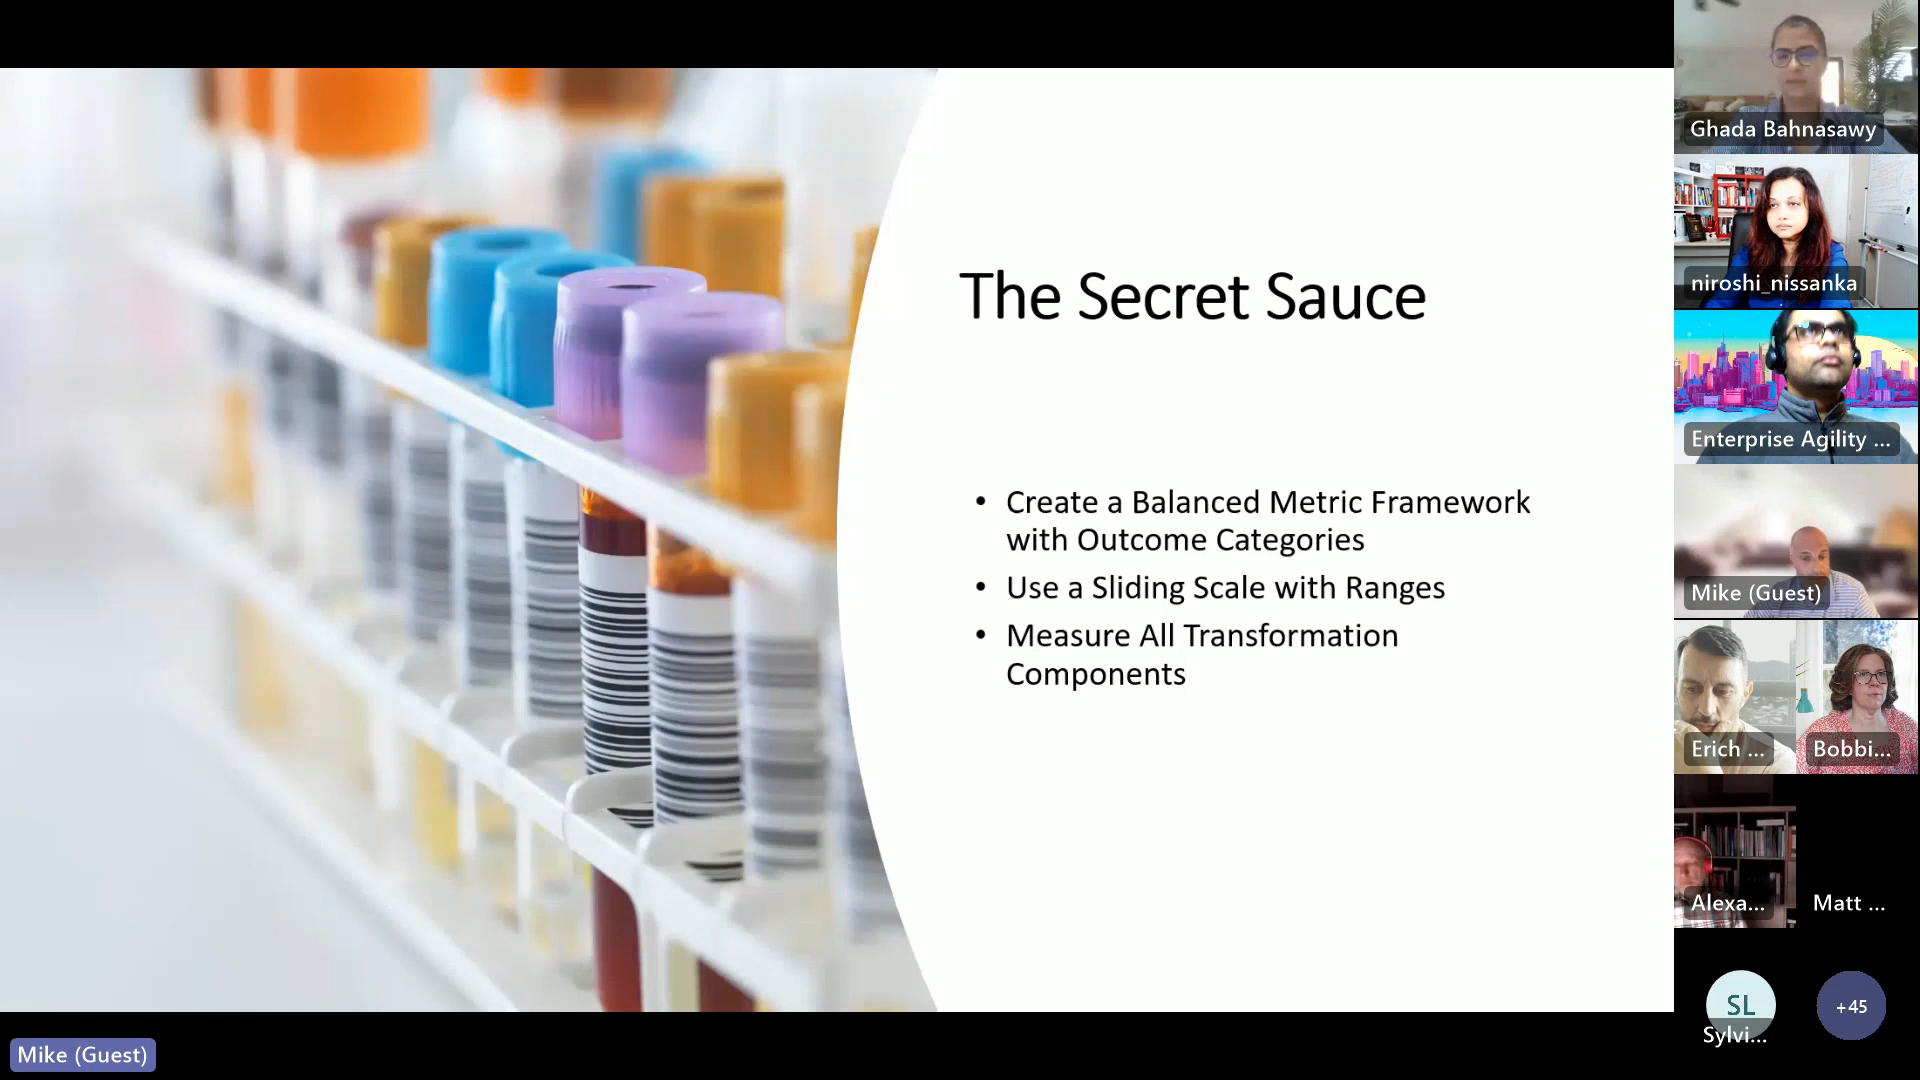 The Secret Sauce
• Create a Balanced Metric Framework
with Outcome Categories
• Use a Sliding Scale with Ranges
• Measure All Transformation
Components
Ghada Bahnasawy
niroshi_nissanka
Enterprise Agility ...
Mike (Guest)
Erich ...
Bobbi...
Alexa...
Matt ...
SL
Sylvi...
+45
Mike (Guest)